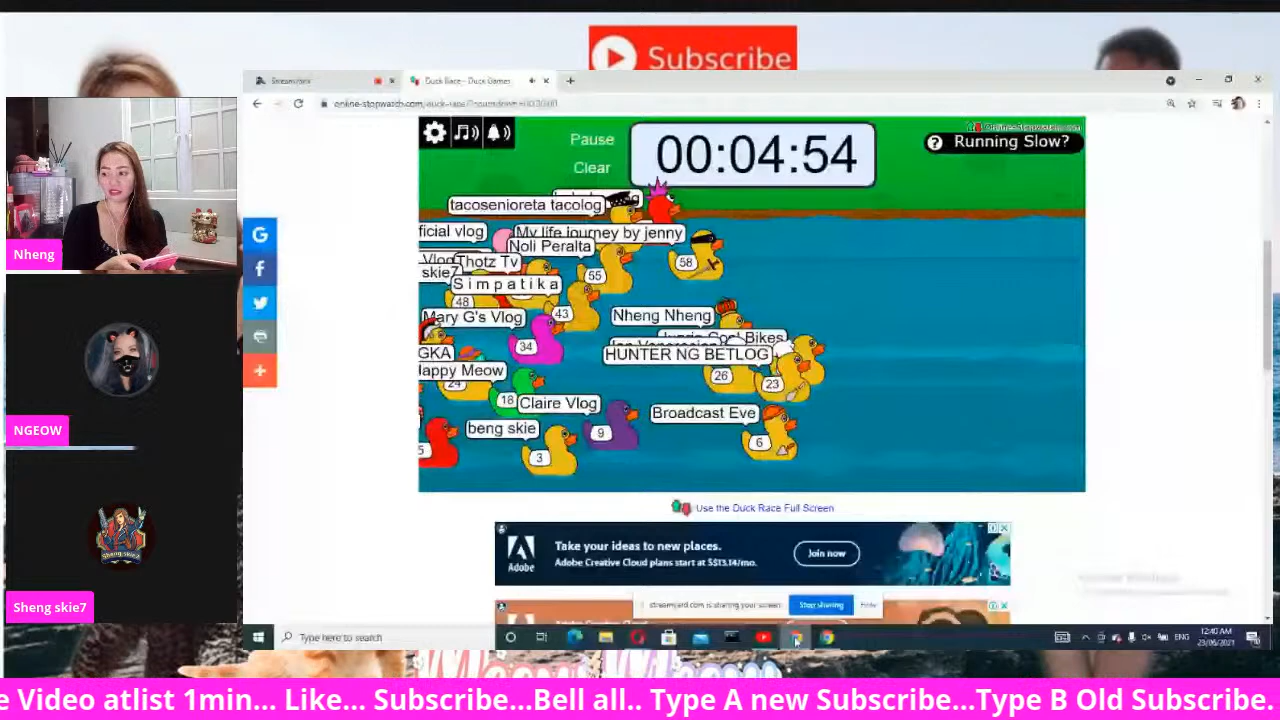 Subscribe
StreamYard
Duck Race - Duck Games
Pause
Clear
00:04:54
Running Slow?
tacosenioreta tacolog
ficial vlog
My life journey by jenny
Noli Peralta
Thotz Tv
skie7
S i m p a t i k a
58
55
48
43
Mary G's Vlog
34
Nheng Nheng
Bikes
HUNTER NG BETLOG
GKA
Happy Meow
24
26
23
18
Claire Vlog
Broadcast Eve
9
beng skie
6
5
3
Use the Duck Race Full Screen
Adobe
Take your ideas to new places.
Adobe Creative Cloud plans start at S$13.14/mo.
Join now
streamyard.com is sharing your screen.
Stop sharing
Hide
Type here to search
ENG
12:40 AM
Nheng
NGEOW
Sheng skie7
e Video atlist 1min... Like... Subscribe...Bell all.. Type A new Subscribe...Type B Old Subscribe.